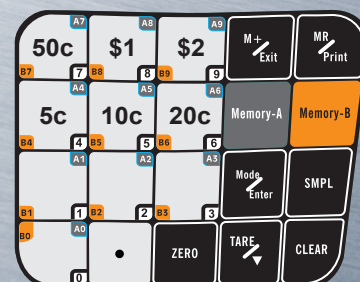 A7 A8 A9
50c $1 $2 M+ Exit MR Print
B7 7 B8 8 B9 9
A4 A5 A6
5c 10c 20c Memory-A Memory-B
B4 4 B5 5 B6 6
A1 A2 A3
Mode Enter SMPL
B1 1 B2 2 B3 3
B0 A0
. ZERO TARE CLEAR
0